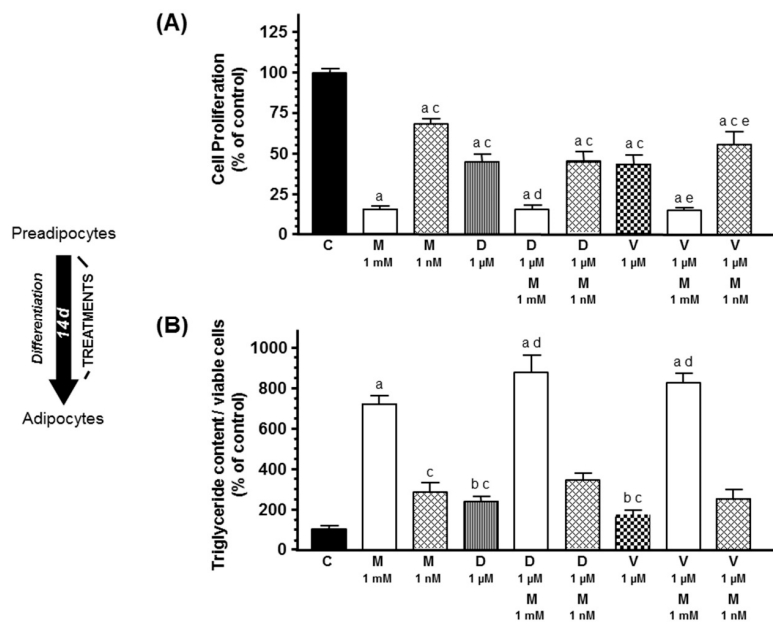 (A)
Cell Proliferation
(% of control)
125
100
75
50
25
0
a
a c
a c
a d
a c
a c
a e
a c e
C M M D D D V V V
1 mM 1 nM 1 µM 1 µM 1 µM 1 µM 1 µM 1 µM
M M M M
1 mM 1 nM 1 mM 1 nM
Preadipocytes
Differentiation
14d
TREATMENTS
Adipocytes
(B)
Triglyceride content / viable cells
(% of control)
1000
800
600
400
200
0
a
c
b c
a d
b c
a d
C M M D D D V V V
1 mM 1 nM 1 µM 1 µM 1 µM 1 µM 1 µM 1 µM
M M M M
1 mM 1 nM 1 mM 1 nM